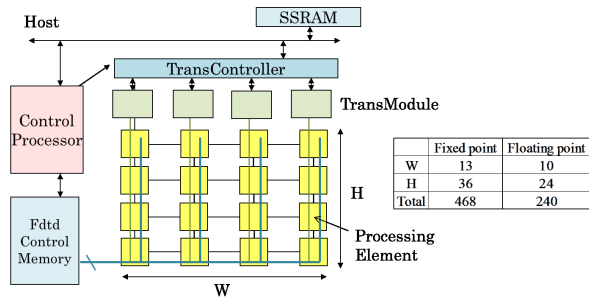 SSRAM
Host
TransController
TransModule
Control
Processor
Fdtd
Control
Memory
H
W
Processing
Element
Fixed point Floating point
W 13 10
H 36 24
Total 468 240